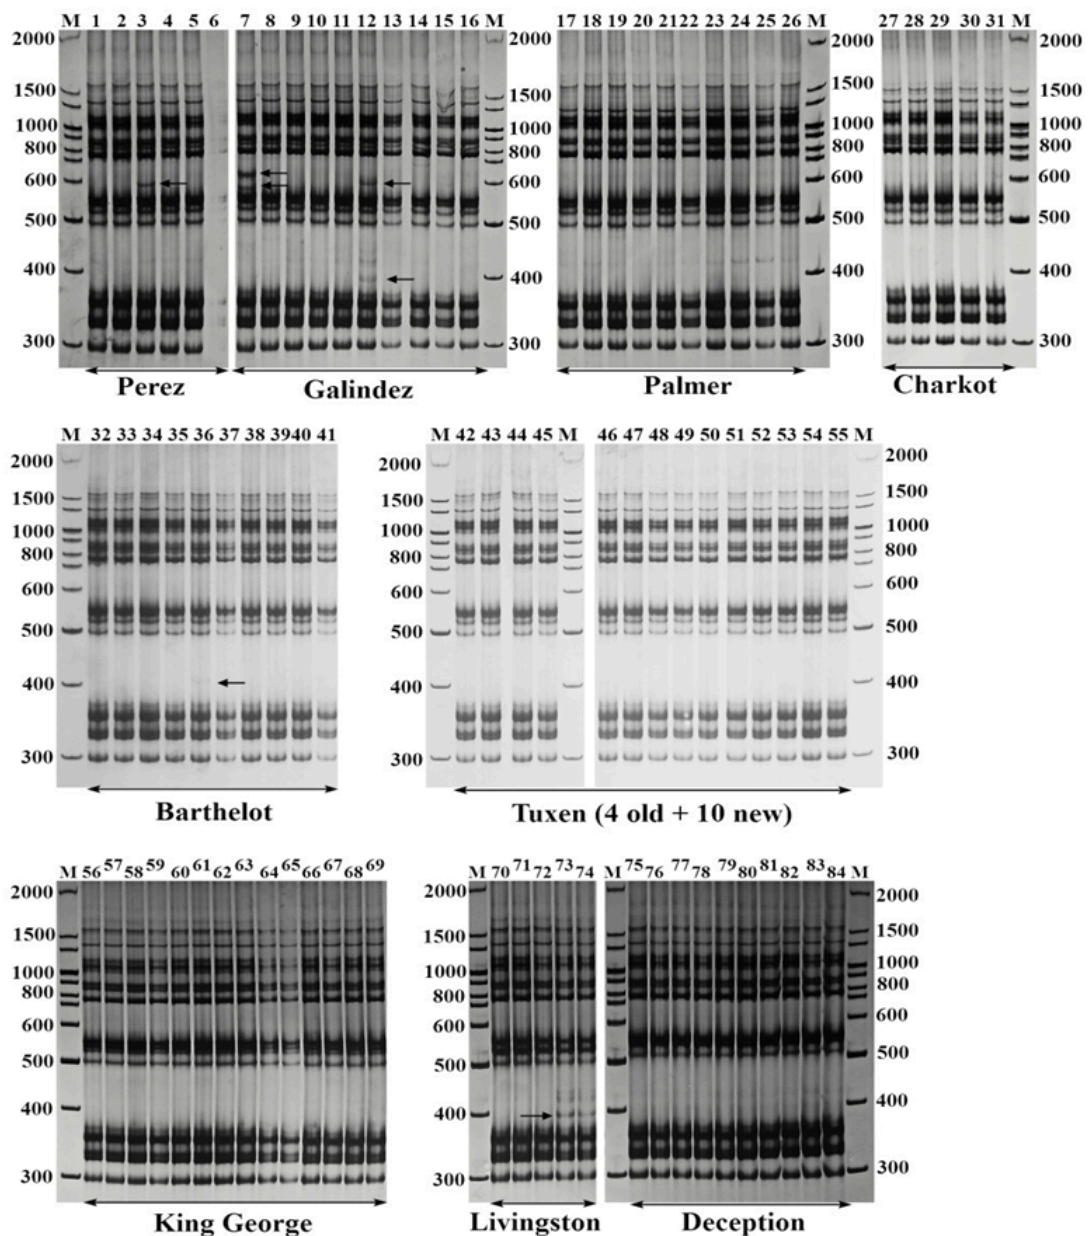 M 1 2 3 4 5 6 7 8 9 10 11 12 13 14 15 16 M 17 18 19 20 21 22 23 24 25 26 M 27 28 29 30 31 M
2000 2000 2000 2000
1500 1500 1500 1500
1000 1000 1000 1000
800 800 800 800
600 600 600 600
500 500 500 500
400 400 400 400
300 300 300 300
Perez Galindez Palmer Charkot
M 32 33 34 35 36 37 38 39 40 41 M 42 43 44 45 M 46 47 48 49 50 51 52 53 54 55 M
2000 2000 2000
1500 1500 1500
1000 1000 1000
800 800 800
600 600 600
500 500 500
400 400 400
300 300 300
Barthelot Tuxen (4 old + 10 new)
M 56 57 58 59 60 61 62 63 64 65 66 67 68 69 M 70 71 72 73 74 M 75 76 77 78 79 80 81 82 83 84 M
2000 2000 2000
1500 1500 1500
1000 1000 1000
800 800 800
600 600 600
500 500 500
400 400 400
300 300 300
King George Livingston Deception